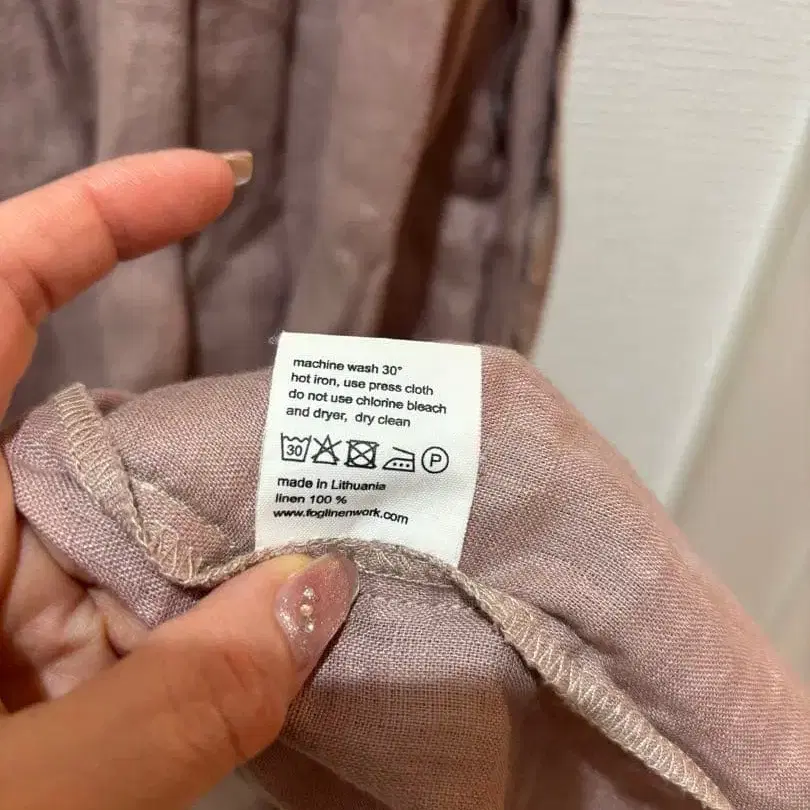 machine wash 30°
hot iron, use press cloth
do not use chlorine bleach
and dryer, dry clean
30 P
made in Lithuania
linen 100 %
www.foglinenwork.com